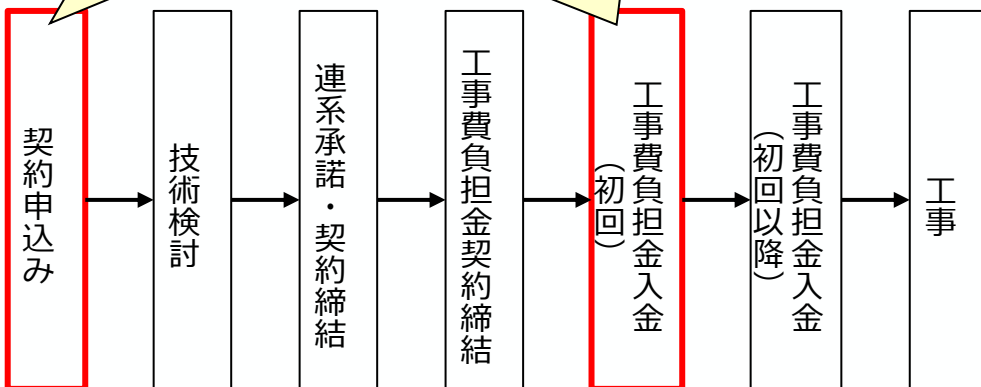 契約申込み
技術検討
連系承諾・契約締結
工事費負担金契約締結
工事費負担金入金
(初回)
工事費負担金入金
(初回以降)
工事